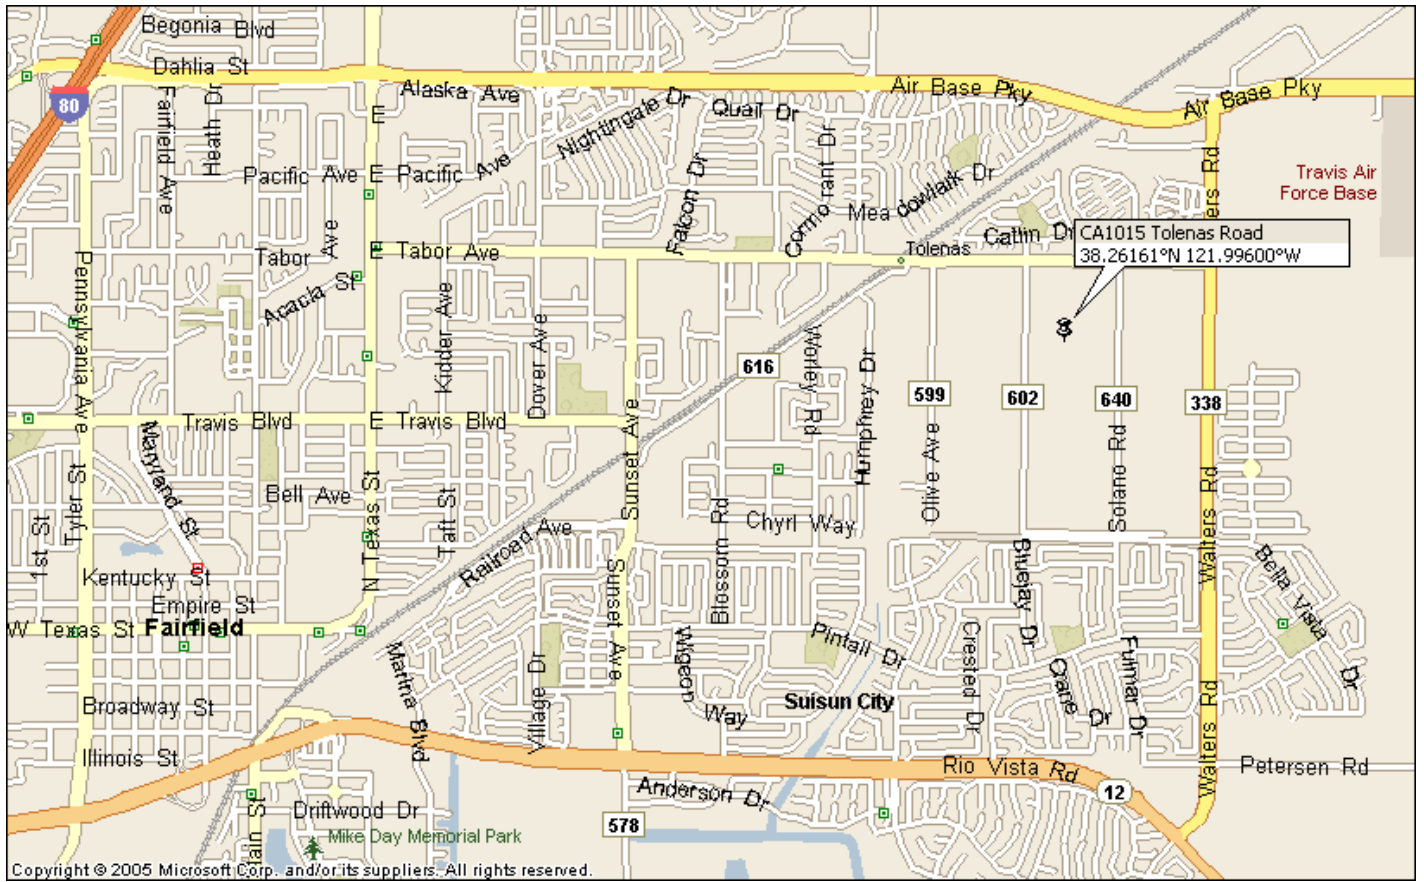 Begonia Blvd
Dahlia St
80
Alaska Ave
Air Base Pky
Air Base Pky
Fairfield Ave
Heath Dr
E
Nightingale Dr
Quail Dr
Pacific Ave
E Pacific Ave
Falcon Dr
Cormorant Dr
Meadowlark Dr
Walters Rd
Travis Air
Force Base
Tabor Ave
E Tabor Ave
Tolenas
Catlin Dr
CA1015 Tolenas Road
38.26161°N 121.99600°W
Acacia St
Pennsylvania Ave
Kidder Ave
Dover Ave
616
Worley Rd
Humphrey Dr
599
602
640
338
Travis Blvd
E Travis Blvd
Sunset Ave
Maryland St
Olive Ave
Solano Rd
Walters Rd
Bell Ave
Tyler St
1st St
N Texas St
Taft St
Railroad Ave
Blossom Rd
Chyrl Way
Kentucky St
Empire St
W Texas St
Fairfield
Sunset Ave
Bluejay Dr
Bella Vista Dr
Marina Blvd
Village Dr
Wigeon Way
Pintail Dr
Crested Dr
Crane Dr
Fulmar Dr
Suisun City
Broadway St
Illinois St
Walters Rd
Rio Vista Rd
Petersen Rd
12
Anderson Dr
Main St
Driftwood Dr
578
Mike Day Memorial Park
Copyright © 2005 Microsoft Corp. and/or its suppliers. All rights reserved.